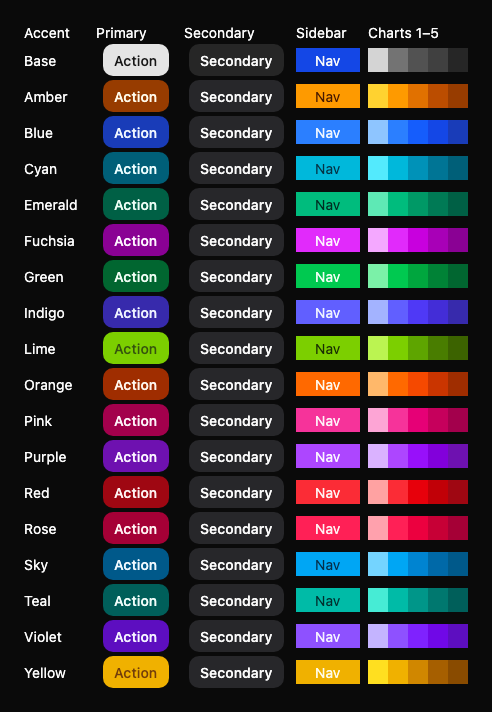 Accent Primary Secondary Sidebar Charts 1–5
Base Action Secondary Nav
Amber Action Secondary Nav
Blue Action Secondary Nav
Cyan Action Secondary Nav
Emerald Action Secondary Nav
Fuchsia Action Secondary Nav
Green Action Secondary Nav
Indigo Action Secondary Nav
Lime Action Secondary Nav
Orange Action Secondary Nav
Pink Action Secondary Nav
Purple Action Secondary Nav
Red Action Secondary Nav
Rose Action Secondary Nav
Sky Action Secondary Nav
Teal Action Secondary Nav
Violet Action Secondary Nav
Yellow Action Secondary Nav